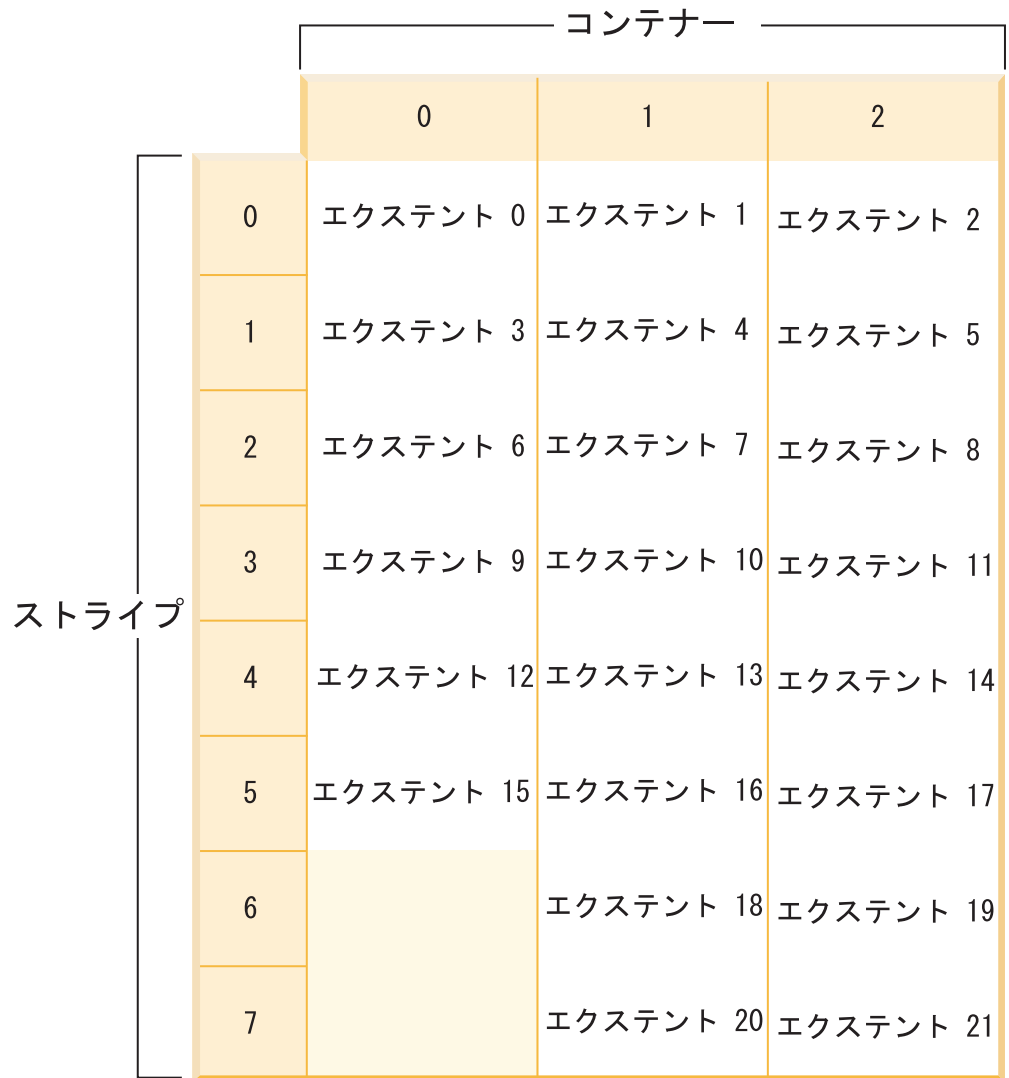 コンテナー
0 1 2
0 エクステント 0 エクステント 1 エクステント 2
1 エクステント 3 エクステント 4 エクステント 5
2 エクステント 6 エクステント 7 エクステント 8
3 エクステント 9 エクステント 10 エクステント 11
ストライプ
4 エクステント 12 エクステント 13 エクステント 14
5 エクステント 15 エクステント 16 エクステント 17
6 エクステント 18 エクステント 19
7 エクステント 20 エクステント 21